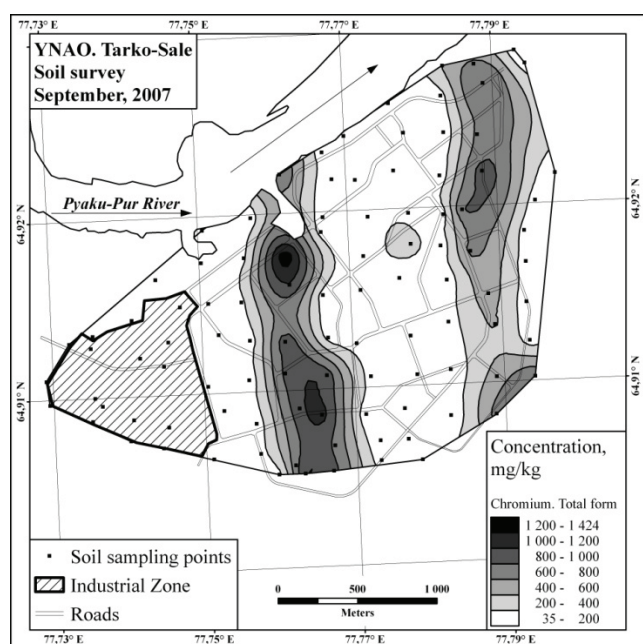 77,73° E 77,75° E 77,77° E 77,79° E
YNAO. Tarko-Sale
Soil survey
September, 2007
Pyaku-Pur River
64,92° N
64,92° N
64,91° N
64,91° N
Concentration,
mg/kg
Chromium. Total form
1 200 - 1 424
1 000 - 1 200
800 - 1 000
600 - 800
400 - 600
200 - 400
35 - 200
Soil sampling points
Industrial Zone
Roads
0 500 1 000
Meters
77,73° E 77,75° E 77,77° E 77,79° E